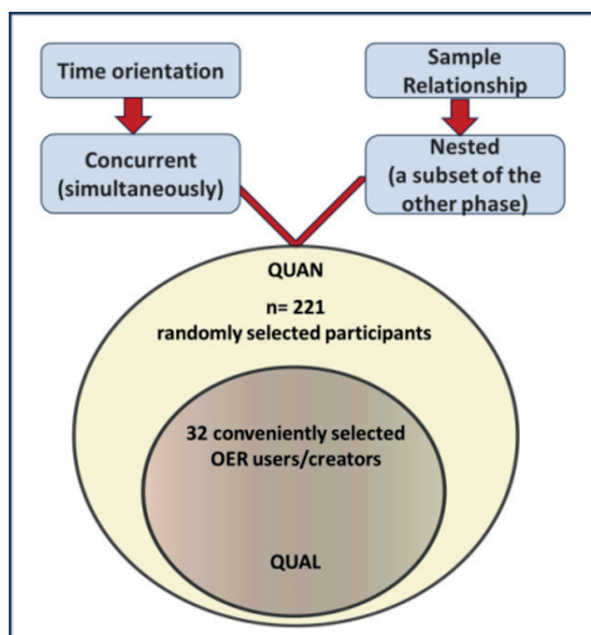 Time orientation
Sample
Relationship
Concurrent
(simultaneously)
Nested
(a subset of the
other phase)
QUAN
n= 221
randomly selected participants
32 conveniently selected
OER users/creators
QUAL